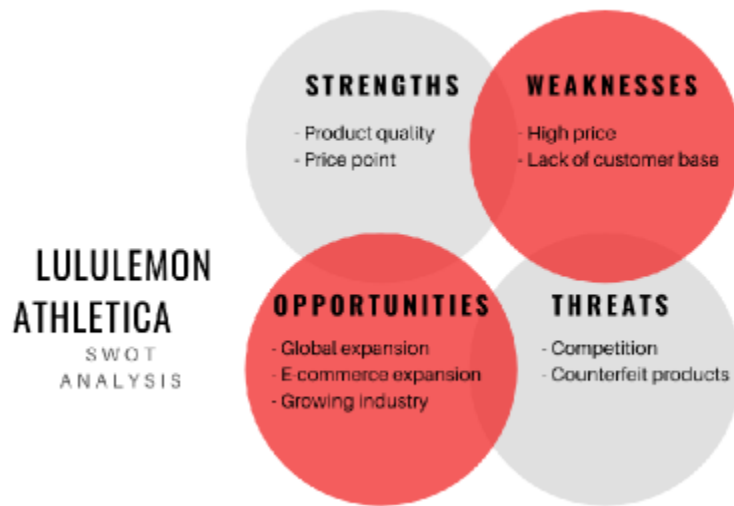 LULULEMON
ATHLETICA
SWOT
ANALYSIS
STRENGTHS
- Product quality
- Price point
WEAKNESSES
- High price
- Lack of customer base
OPPORTUNITIES
- Global expansion
- E-commerce expansion
- Growing industry
THREATS
- Competition
- Counterfeit products